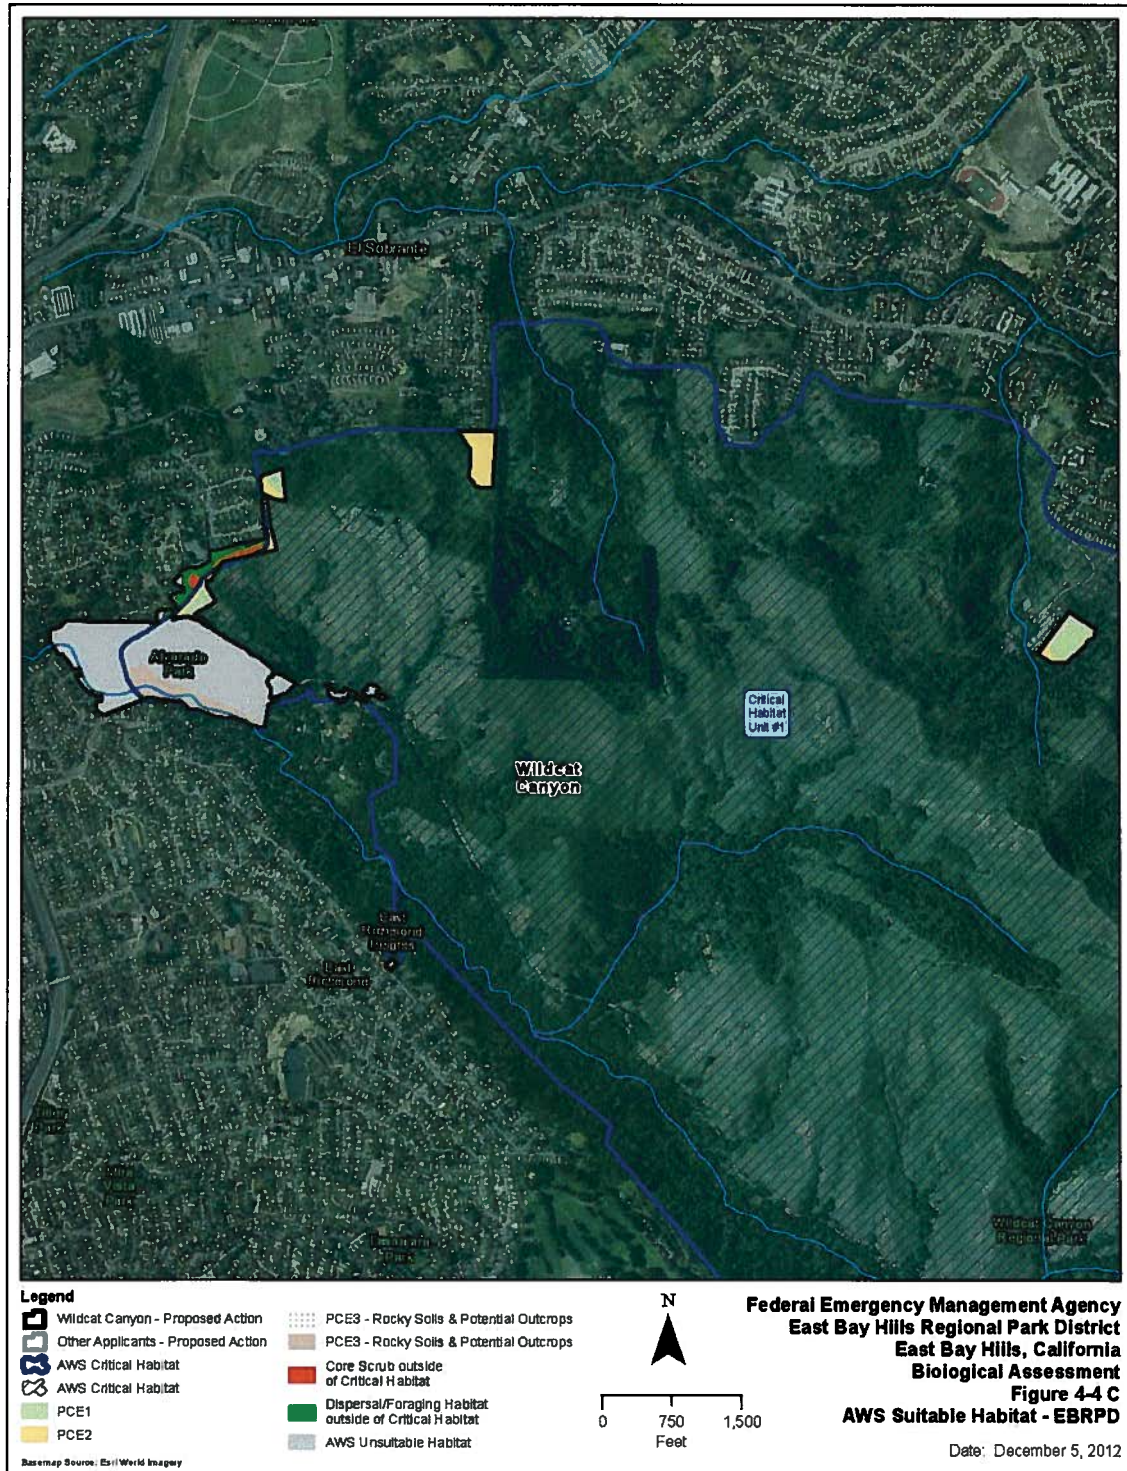 El Sobrante
Alvarado
Park
Critical
Habitat
Unit #1
Wildcat
Canyon
East
Richmond
Heights
East
Richmond
Park
Park
Park
Wildcat Canyon
Regional Park
Legend
Wildcat Canyon - Proposed Action
Other Applicants - Proposed Action
AWS Critical Habitat
AWS Critical Habitat
PCE1
PCE2
Basemap Source: Esri World Imagery
PCE3 - Rocky Soils & Potential Outcrops
PCE3 - Rocky Soils & Potential Outcrops
Core Scrub outside
of Critical Habitat
Dispersal/Foraging Habitat
outside of Critical Habitat
AWS Unsuitable Habitat
N
0 750 1,500
Feet
Federal Emergency Management Agency
East Bay Hills Regional Park District
East Bay Hills, California
Biological Assessment
Figure 4-4 C
AWS Suitable Habitat - EBRPD
Date: December 5, 2012